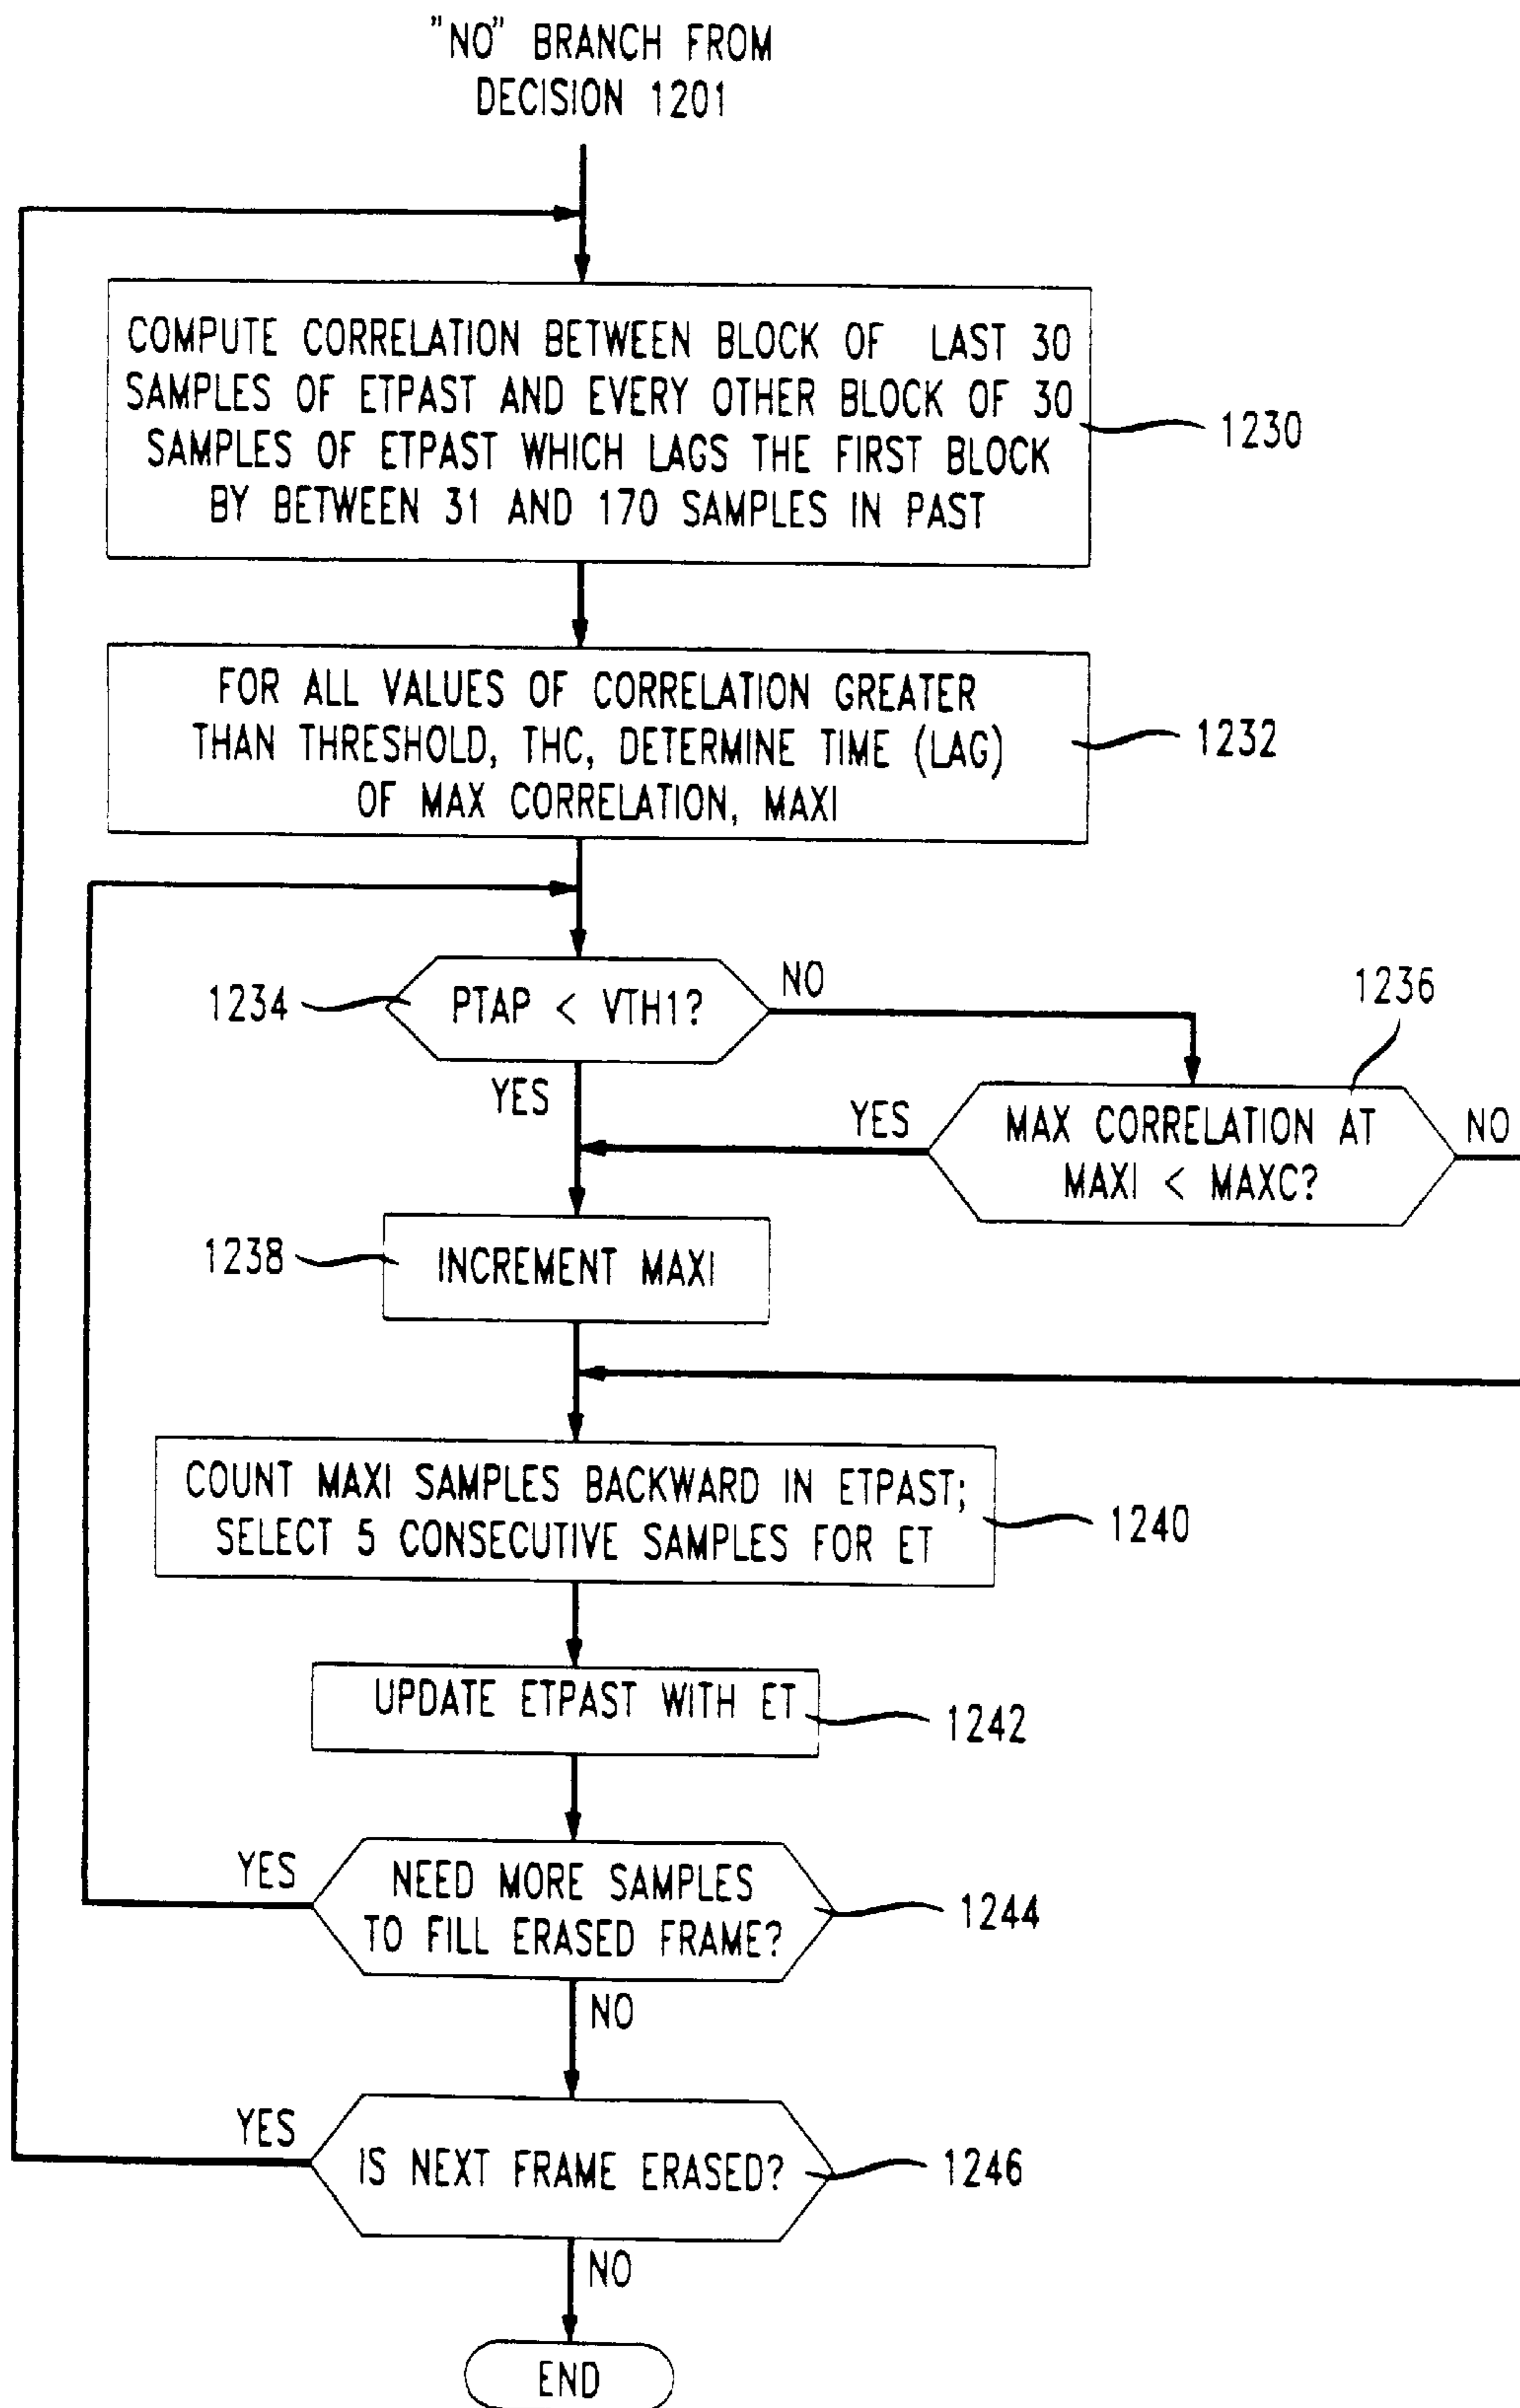 "NO" BRANCH FROM
DECISION 1201
COMPUTE CORRELATION BETWEEN BLOCK OF LAST 30
SAMPLES OF ETPAST AND EVERY OTHER BLOCK OF 30
SAMPLES OF ETPAST WHICH LAGS THE FIRST BLOCK
BY BETWEEN 31 AND 170 SAMPLES IN PAST
1230
FOR ALL VALUES OF CORRELATION GREATER
THAN THRESHOLD, THC, DETERMINE TIME (LAG)
OF MAX CORRELATION, MAXI
1232
1234
PTAP < VTH1?
NO
1236
YES
YES
MAX CORRELATION AT
MAXI < MAXC?
NO
1238
INCREMENT MAXI
COUNT MAXI SAMPLES BACKWARD IN ETPAST;
SELECT 5 CONSECUTIVE SAMPLES FOR ET
1240
UPDATE ETPAST WITH ET
1242
YES
NEED MORE SAMPLES
TO FILL ERASED FRAME?
1244
NO
YES
IS NEXT FRAME ERASED?
1246
NO
END